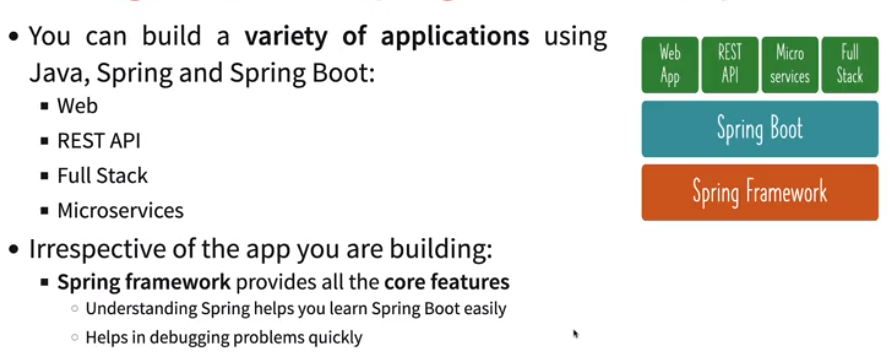 You can build a variety of applications using
Java, Spring and Spring Boot:
Web
REST API
Full Stack
Microservices
Irrespective of the app you are building:
Spring framework provides all the core features
Understanding Spring helps you learn Spring Boot easily
Helps in debugging problems quickly
Web App
REST API
Micro services
Full Stack
Spring Boot
Spring Framework